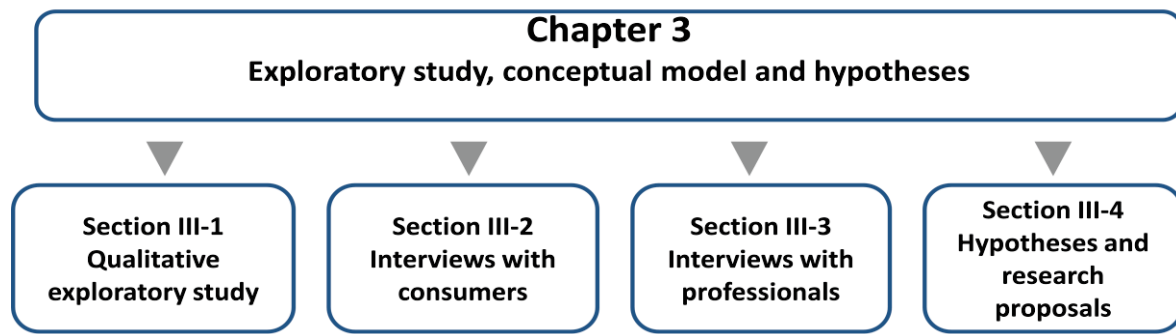 Chapter 3
Exploratory study, conceptual model and hypotheses
Section III-1
Qualitative
exploratory study
Section III-2
Interviews with
consumers
Section III-3
Interviews with
professionals
Section III-4
Hypotheses and
research
proposals